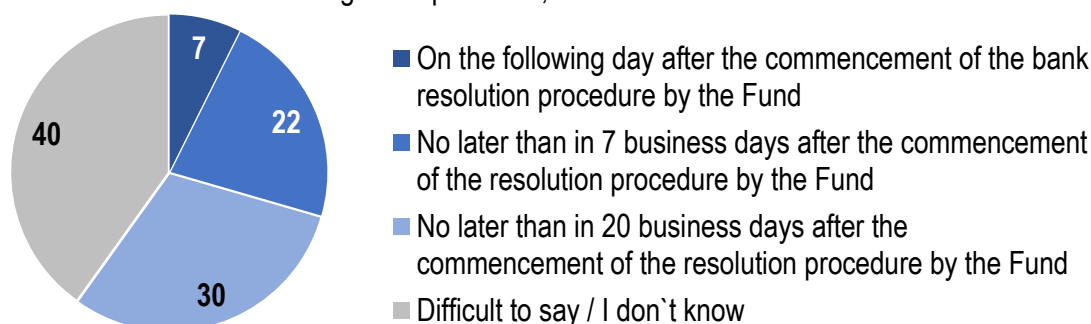 7
On the following day after the commencement of the bank
resolution procedure by the Fund
22
40
No later than in 7 business days after the commencement
of the resolution procedure by the Fund
No later than in 20 business days after the
commencement of the resolution procedure by the Fund
30
Difficult to say / I don`t know